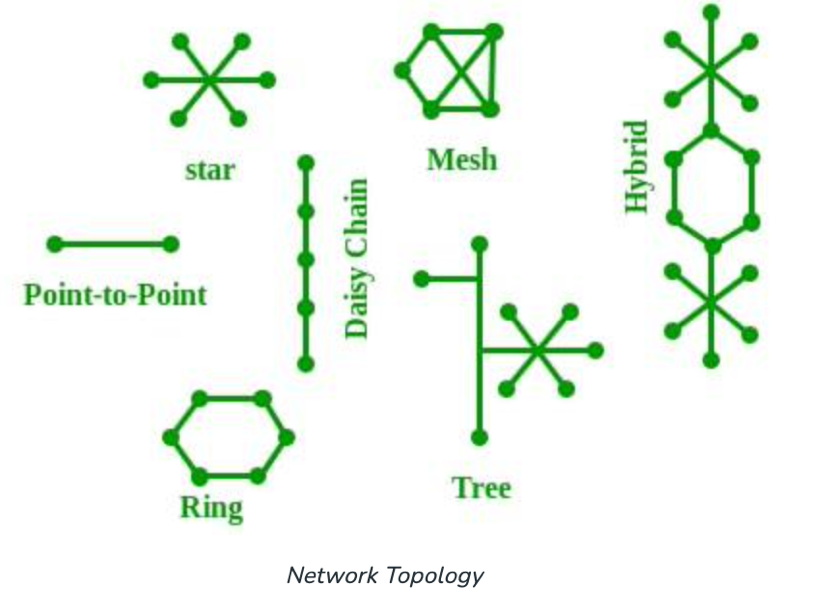 star
Mesh
Hybrid
Daisy Chain
Point-to-Point
Tree
Ring
Network Topology